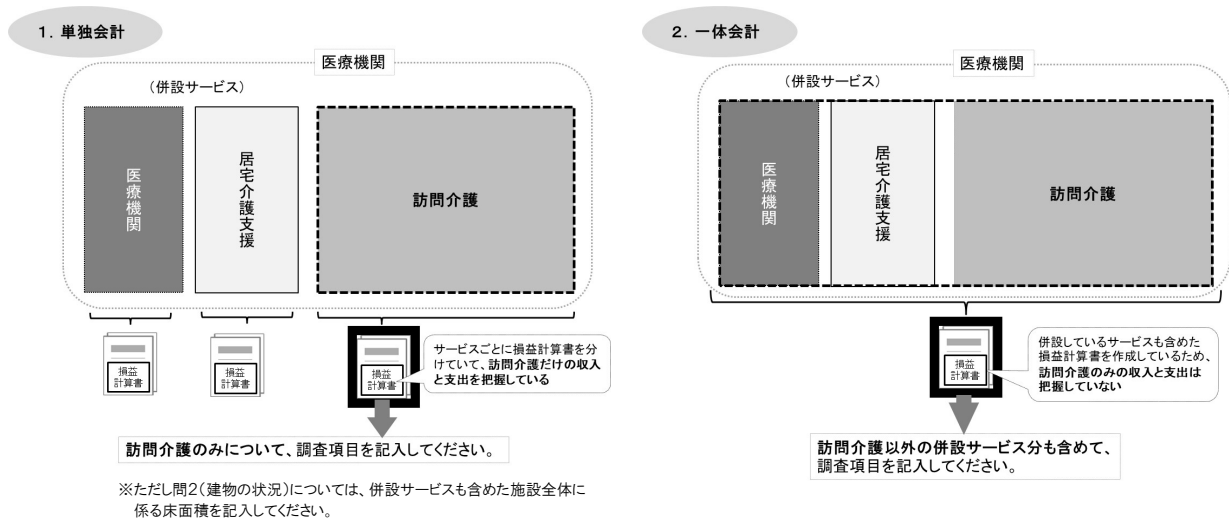 1. 単独会計
医療機関
（併設サービス）
医療機関
居宅介護支援
訪問介護
損益
計算書
損益
計算書
損益
計算書
サービスごとに損益計算書を分
けていて、訪問介護だけの収入
と支出を把握している
訪問介護のみについて、調査項目を記入してください。
※ただし問2（建物の状況）については、併設サービスも含めた施設全体に
係る床面積を記入してください。
2. 一体会計
医療機関
（併設サービス）
医療機関
居宅介護支援
訪問介護
損益
計算書
併設しているサービスも含めた
損益計算書を作成しているため、
訪問介護のみの収入と支出は
把握していない
訪問介護以外の併設サービス分も含めて、
調査項目を記入してください。